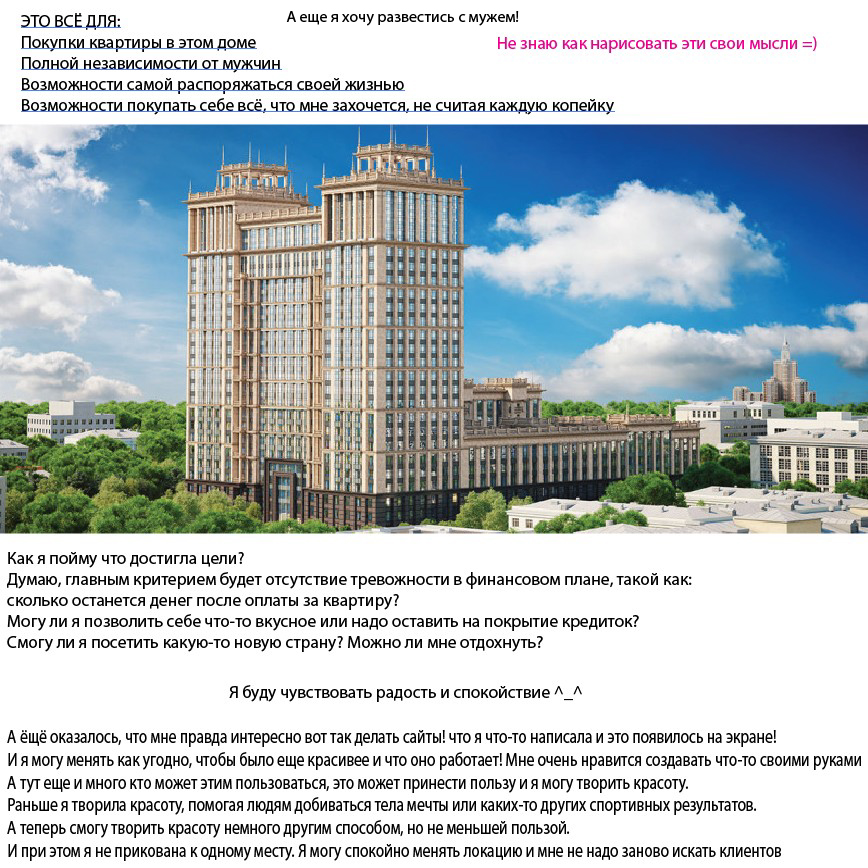 ЭТО ВСЁ ДЛЯ:
А еще я хочу развестись с мужем!
Покупки квартиры в этом доме
Не знаю как нарисовать эти свои мысли =)
Полной независимости от мужчин
Возможности самой распоряжаться своей жизнью
Возможности покупать себе всё, что мне захочется, не считая каждую копейку
Как я пойму что достигла цели?
Думаю, главным критерием будет отсутствие тревожности в финансовом плане, такой как:
сколько останется денег после оплаты за квартиру?
Могу ли я позволить себе что-то вкусное или надо оставить на покрытие кредиток?
Смогу ли я посетить какую-то новую страну? Можно ли мне отдохнуть?
Я буду чувствовать радость и спокойствие ^_^
А ёщё оказалось, что мне правда интересно вот так делать сайты! что я что-то написала и это появилось на экране!
И я могу менять как угодно, чтобы было еще красивее и что оно работает! Мне очень нравится создавать что-то своими руками
А тут еще и много кто может этим пользоваться, это может принести пользу и я могу творить красоту.
Раньше я творила красоту, помогая людям добиваться тела мечты или каких-то других спортивных результатов.
А теперь смогу творить красоту немного другим способом, но не меньшей пользой.
И при этом я не прикована к одному месту. Я могу спокойно менять локацию и мне не надо заново искать клиентов